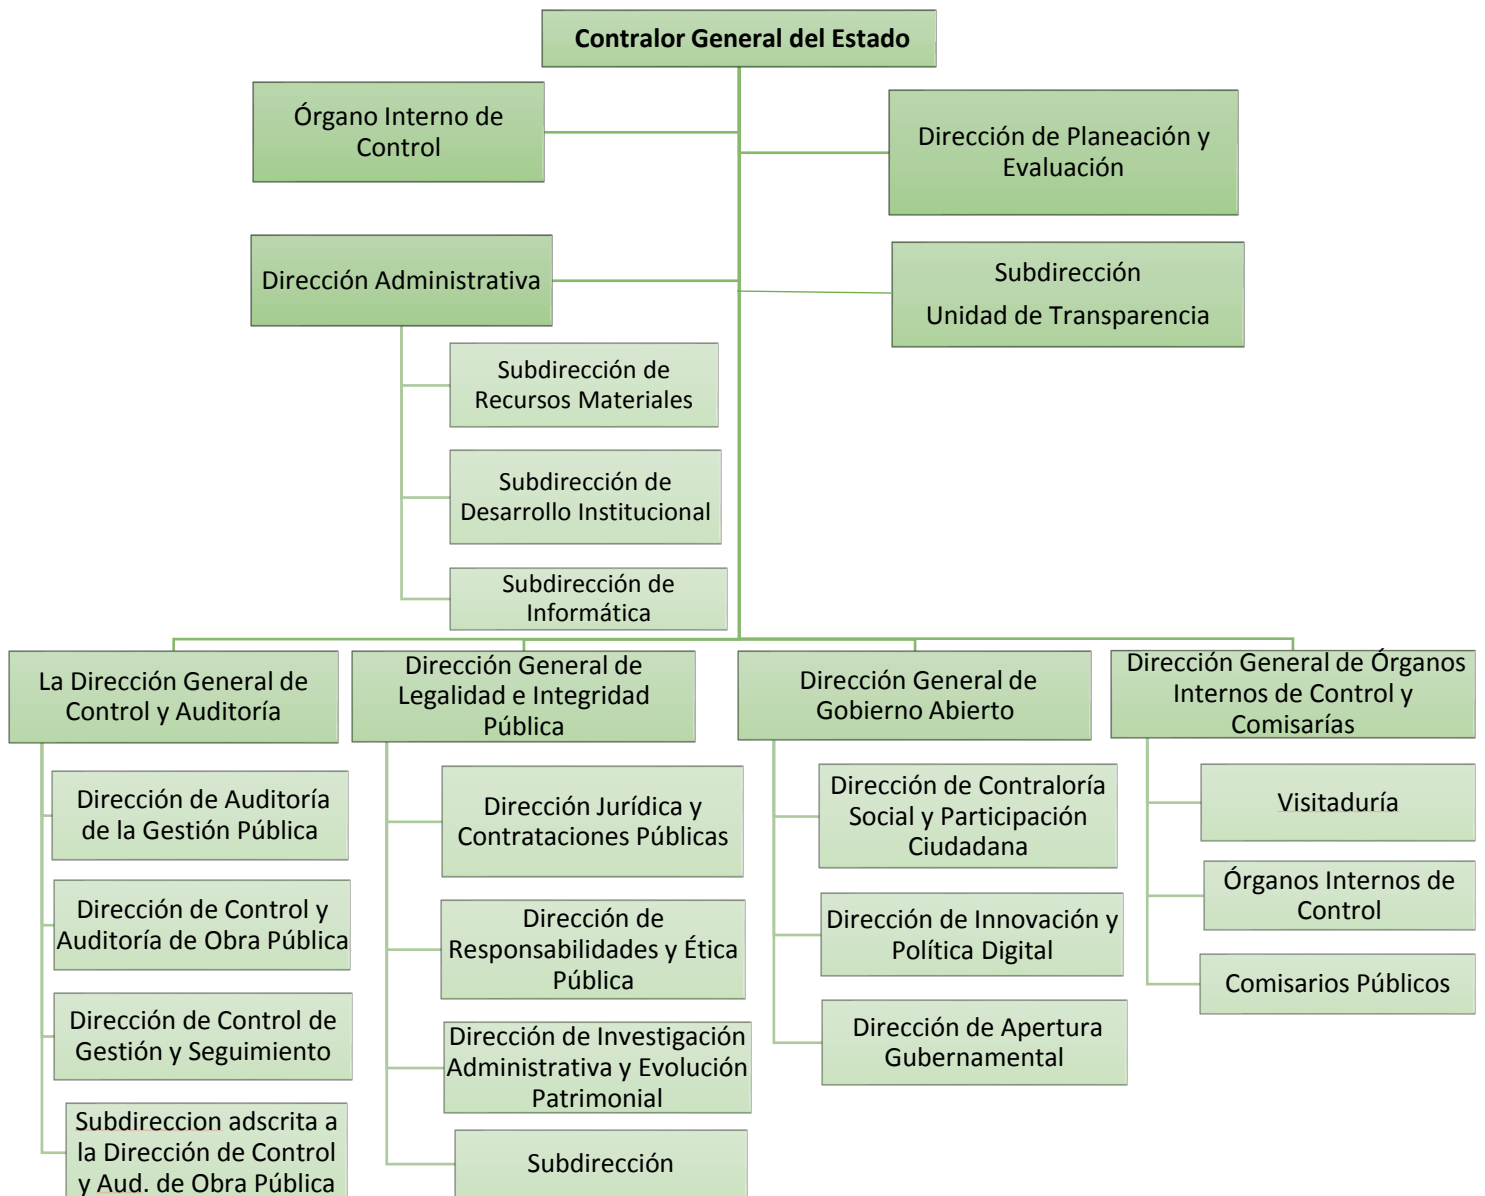 Contralor General del Estado
Órgano Interno de
Control
Dirección de Planeación y
Evaluación
Dirección Administrativa
Subdirección
Unidad de Transparencia
Subdirección de
Recursos Materiales
Subdirección de
Desarrollo Institucional
Subdirección de
Informática
La Dirección General de
Control y Auditoría
Dirección de Auditoría
de la Gestión Pública
Dirección de Control y
Auditoría de Obra Pública
Dirección de Control de
Gestión y Seguimiento
Subdireccion adscrita a
la Dirección de Control
y Aud. de Obra Pública
Dirección General de
Legalidad e Integridad
Pública
Dirección Jurídica y
Contrataciones Públicas
Dirección de
Responsabilidades y Ética
Pública
Dirección de Investigación
Administrativa y Evolución
Patrimonial
Subdirección
Dirección General de
Gobierno Abierto
Dirección de Contraloría
Social y Participación
Ciudadana
Dirección de Innovación y
Política Digital
Dirección de Apertura
Gubernamental
Dirección General de Órganos
Internos de Control y
Comisarías
Visitaduría
Órganos Internos de
Control
Comisarios Públicos